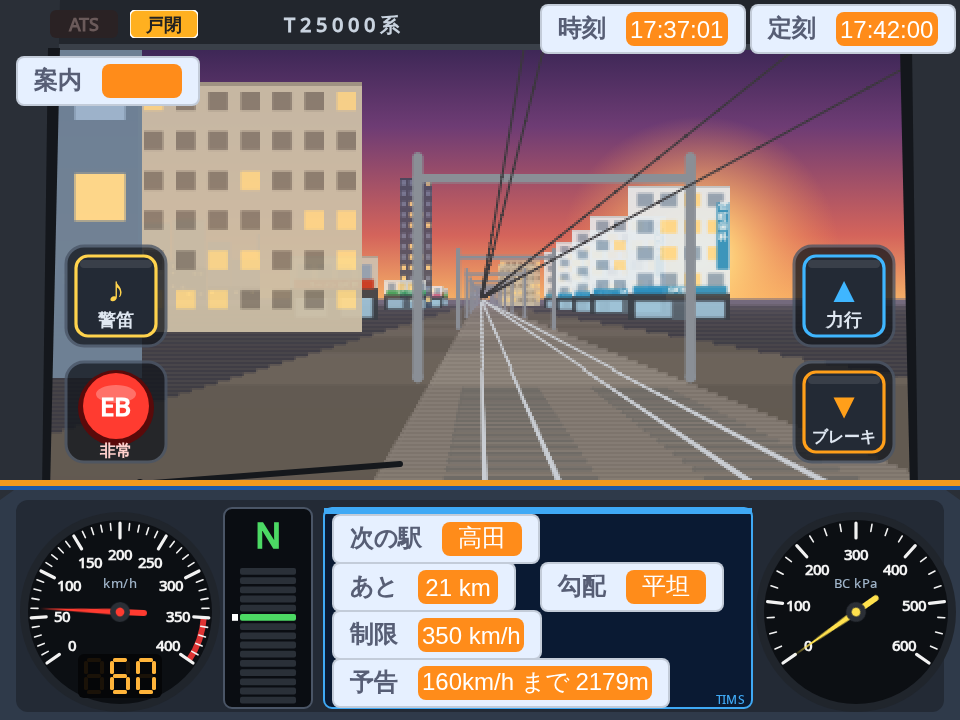 ATS 戸閉 T25000系 時刻 17:37:01 定刻 17:42:00
案内
♪
警笛
▲
力行
EB
非常
▼
ブレーキ
N
次の駅 高田
あと 21 km 勾配 平坦
制限 350 km/h
予告 160km/h まで 2179m
TIMS
0 50 100 150 200 250 300 350 400
km/h
60
0 100 200 300 400 500 600
BC kPa